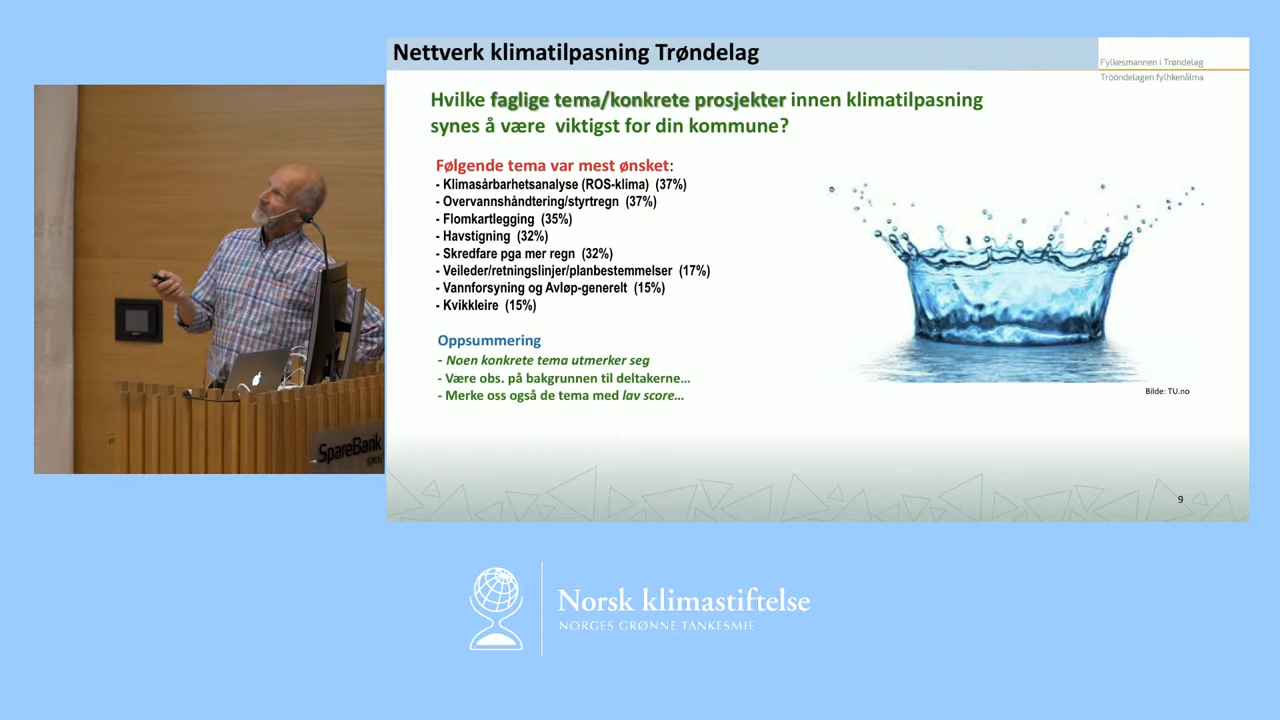 Nettverk klimatilpasning Trøndelag
Fylkesmannen i Trøndelag
Trööndelagen fylhkenålma
Hvilke faglige tema/konkrete prosjekter innen klimatilpasning
synes å være viktigst for din kommune?
Følgende tema var mest ønsket:
- Klimasårbarhetsanalyse (ROS-klima) (37%)
- Overvannshåndtering/styrtregn (37%)
- Flomkartlegging (35%)
- Havstigning (32%)
- Skredfare pga mer regn (32%)
- Veileder/retningslinjer/planbestemmelser (17%)
- Vannforsyning og Avløp-generelt (15%)
- Kvikkleire (15%)
Oppsummering
- Noen konkrete tema utmerker seg
- Være obs. på bakgrunnen til deltakerne…
- Merke oss også de tema med lav score…
Bilde: TU.no
9
SpareBank
SMN
Norsk klimastiftelse
NORGES GRØNNE TANKESMIE